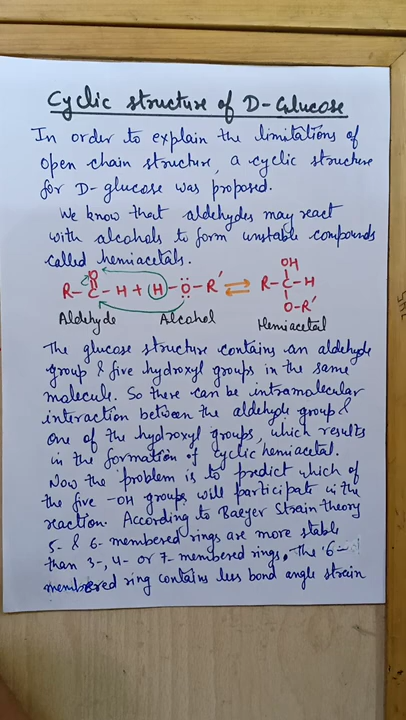 Cyclic structure of D-Glucose
In order to explain the limitations of
open chain structure, a cyclic structure
for D-glucose was proposed.
We know that aldehydes may react
with alcohols to form unstable compounds
called hemiacetals.
OH
O
R-C-H + H-Ö-R' ⇌ R-C-H
O-R'
Aldehyde Alcohol Hemiacetal
The glucose structure contains an aldehyde
group & five hydroxyl groups in the same
molecule. So there can be intramolecular
interaction between the aldehyde group &
one of the hydroxyl groups, which results
in the formation of cyclic hemiacetal.
Now the problem is to predict which of
the five -OH groups will participate in the
reaction. According to Baeyer Strain theory
5- & 6- membered rings are more stable
than 3-, 4- or 7-membered rings. The 6-
membered ring contains less bond angle strain